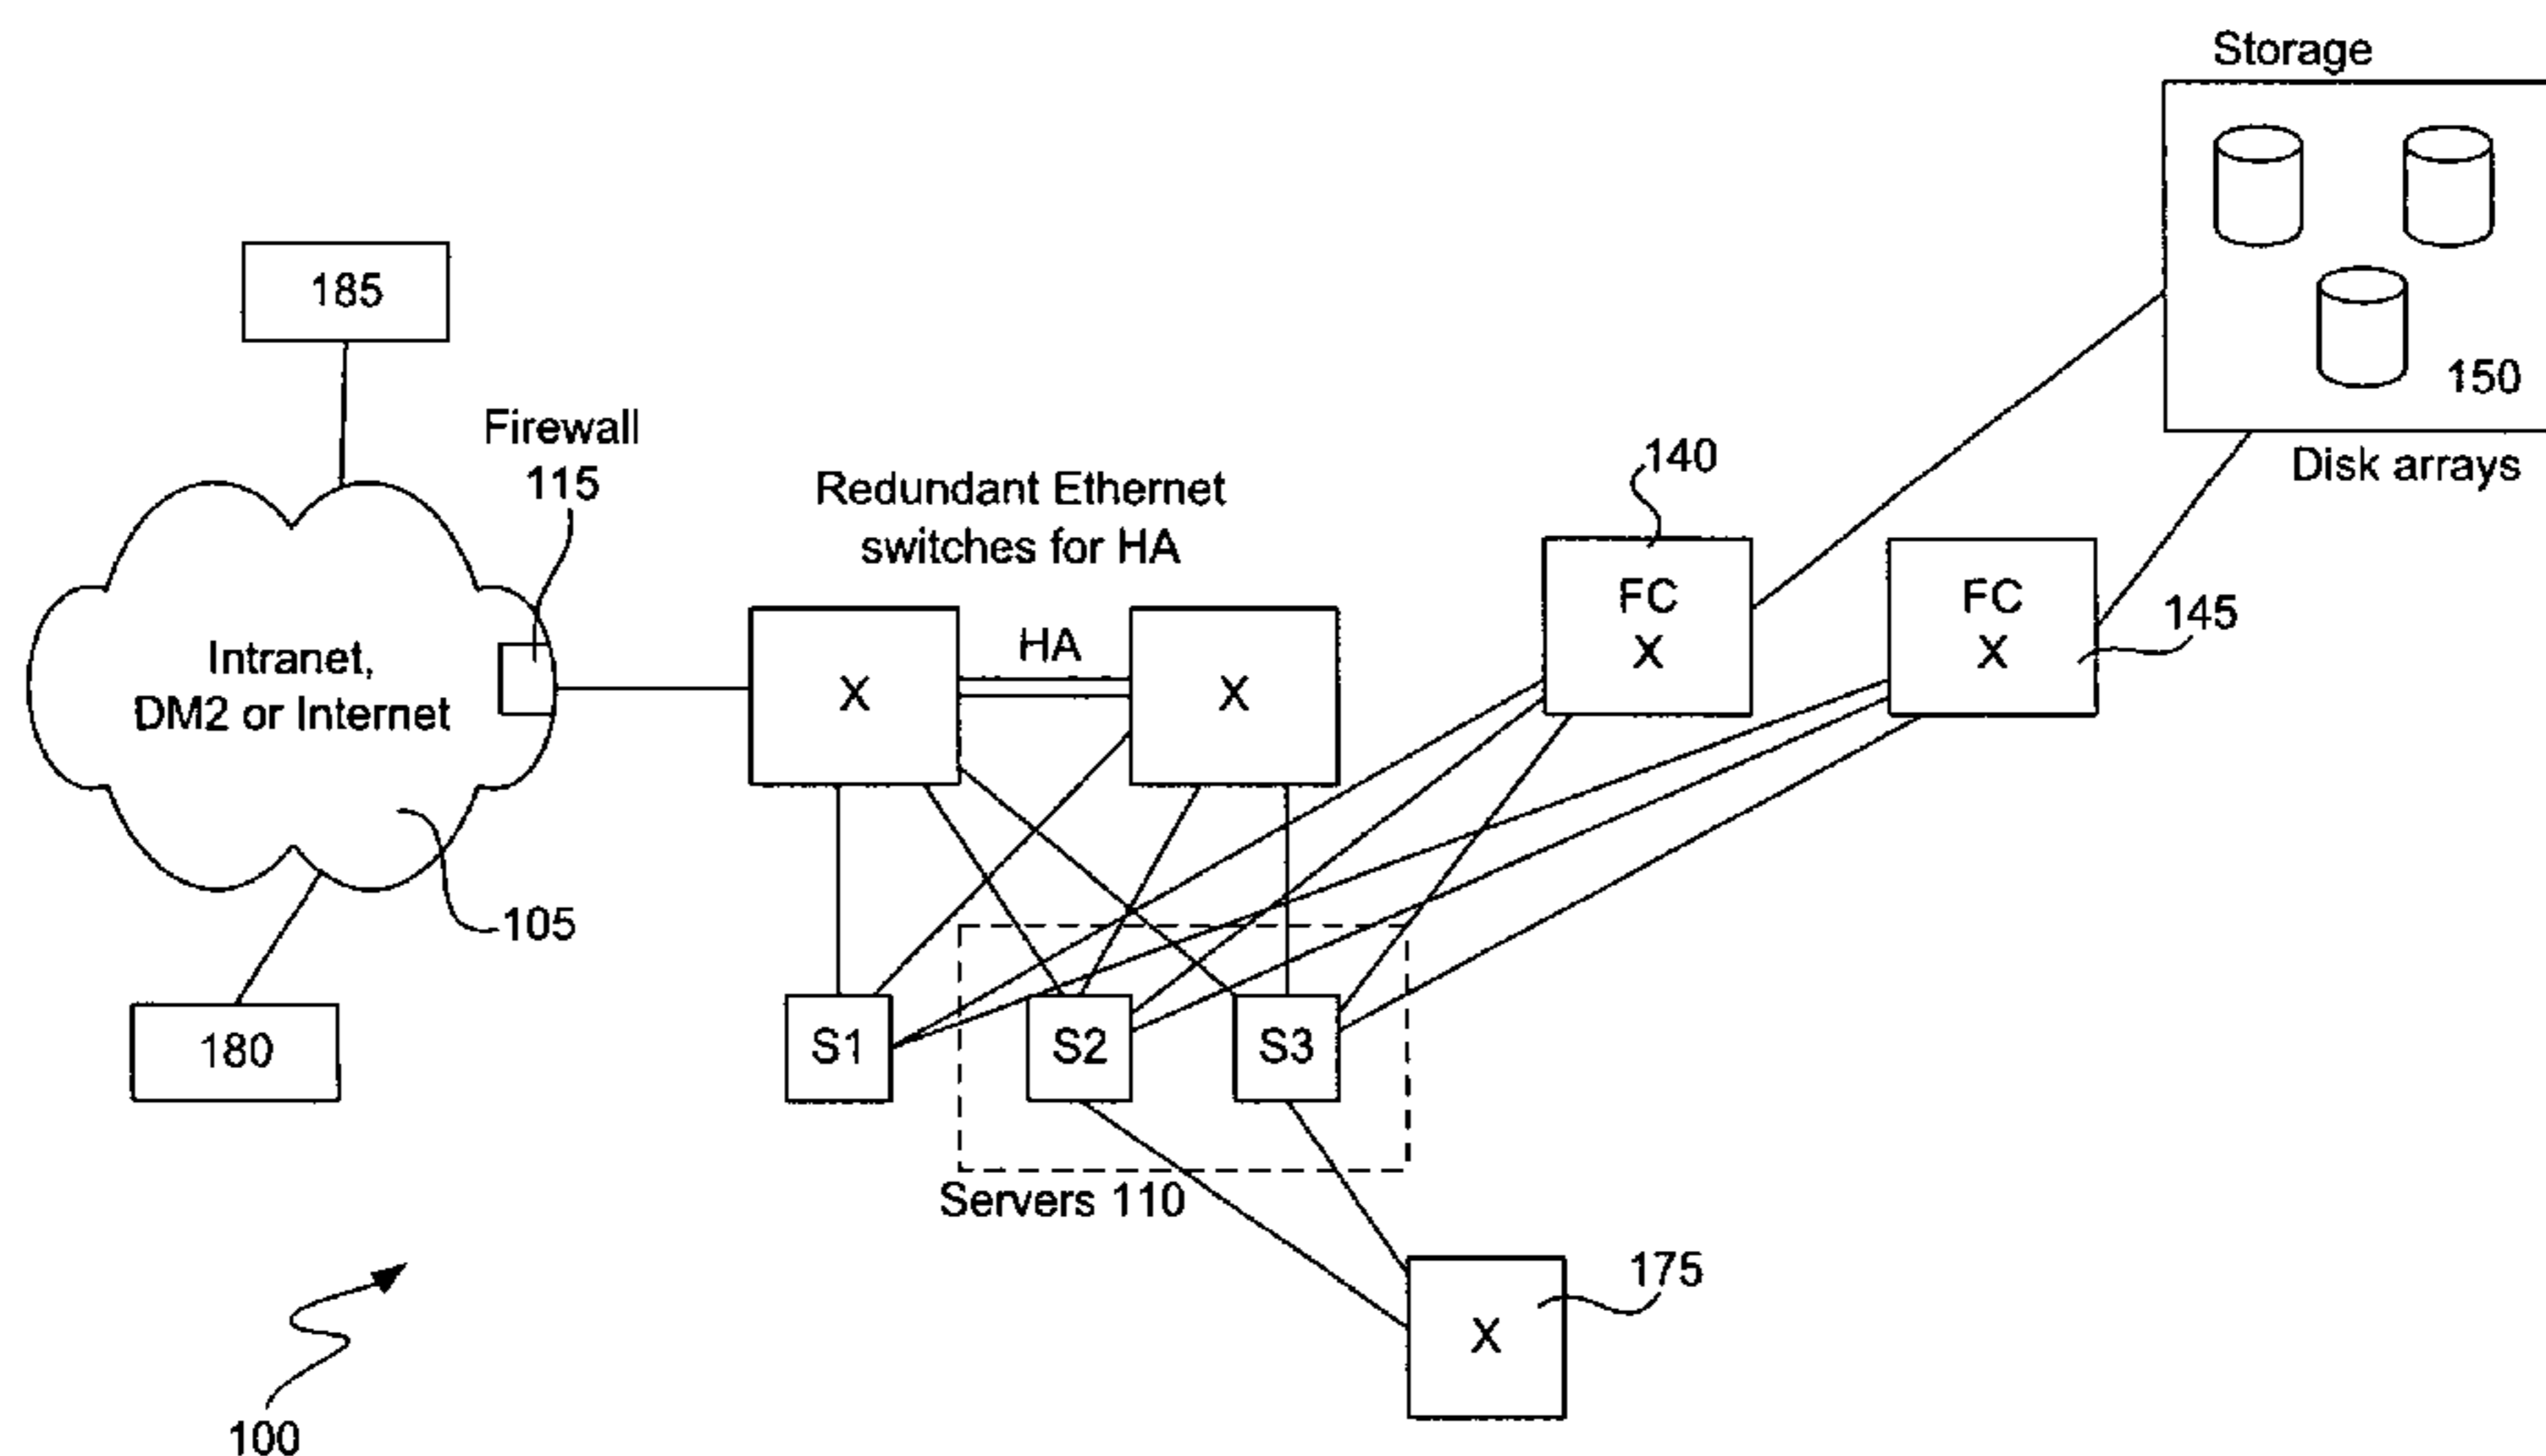 Storage
150
Disk arrays
185
Firewall
115
Redundant Ethernet
switches for HA
140
FC
X
FC
X
145
Intranet,
DM2 or Internet
X
HA
X
105
180
S1
S2
S3
Servers 110
175
X
100